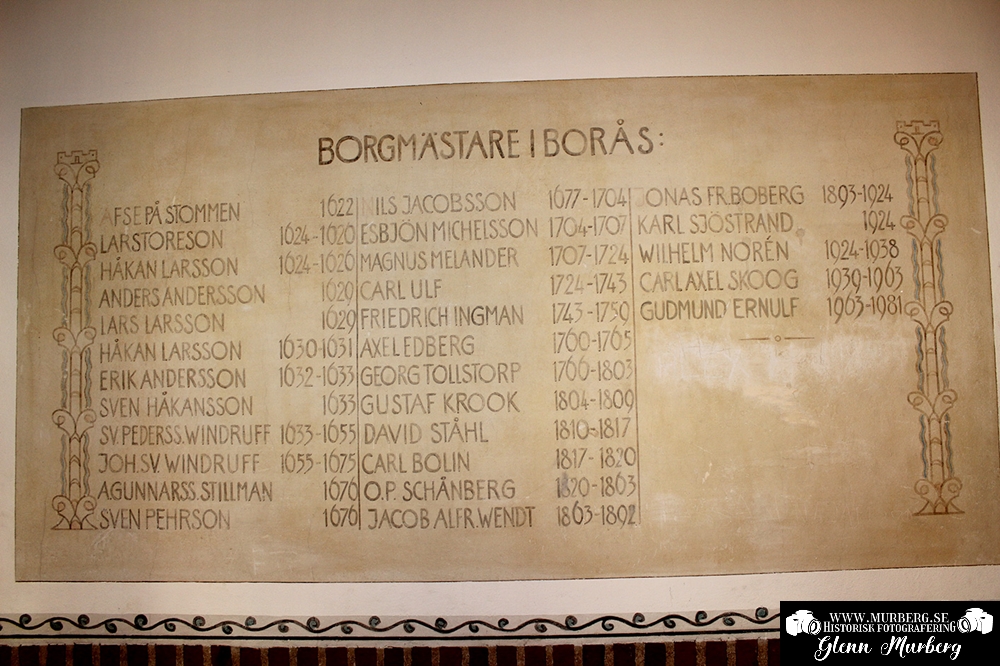 BORGMÄSTARE I BORÅS:
AFSE PÅ STOMMEN 1622
LARS TORESON 1624-1626
HÅKAN LARSSON 1624-1626
ANDERS ANDERSSON 1629
LARS LARSSON 1629
HÅKAN LARSSON 1630-1631
ERIK ANDERSSON 1632-1633
SVEN HÅKANSSON 1633
SV. PEDERSS. WINDRUFF 1633-1655
JOH. SV. WINDRUFF 1655-1675
A GUNNARSS. STILLMAN 1676
SVEN PEHRSON 1676
NILS JACOBSSON 1677-1704
ESBJÖN MICHELSSON 1704-1707
MAGNUS MELANDER 1707-1724
CARL ULF 1724-1743
FRIEDRICH INGMAN 1743-1759
AXEL EDBERG 1760-1765
GEORG TOLLSTORP 1766-1803
GUSTAF KROOK 1804-1809
DAVID STÅHL 1810-1817
CARL BOLIN 1817-1820
O.P. SCHÅNBERG 1820-1863
JACOB ALFR. WENDT 1863-1892
JONAS FR. BOBERG 1893-1924
KARL SJÖSTRAND 1924
WILHELM NORÉN 1924-1938
CARL AXEL SKOOG 1939-1963
GUDMUND ERNULF 1963-1981
WWW.MURBERG.SE
HISTORISK FOTOGRAFERING
Glenn Murberg